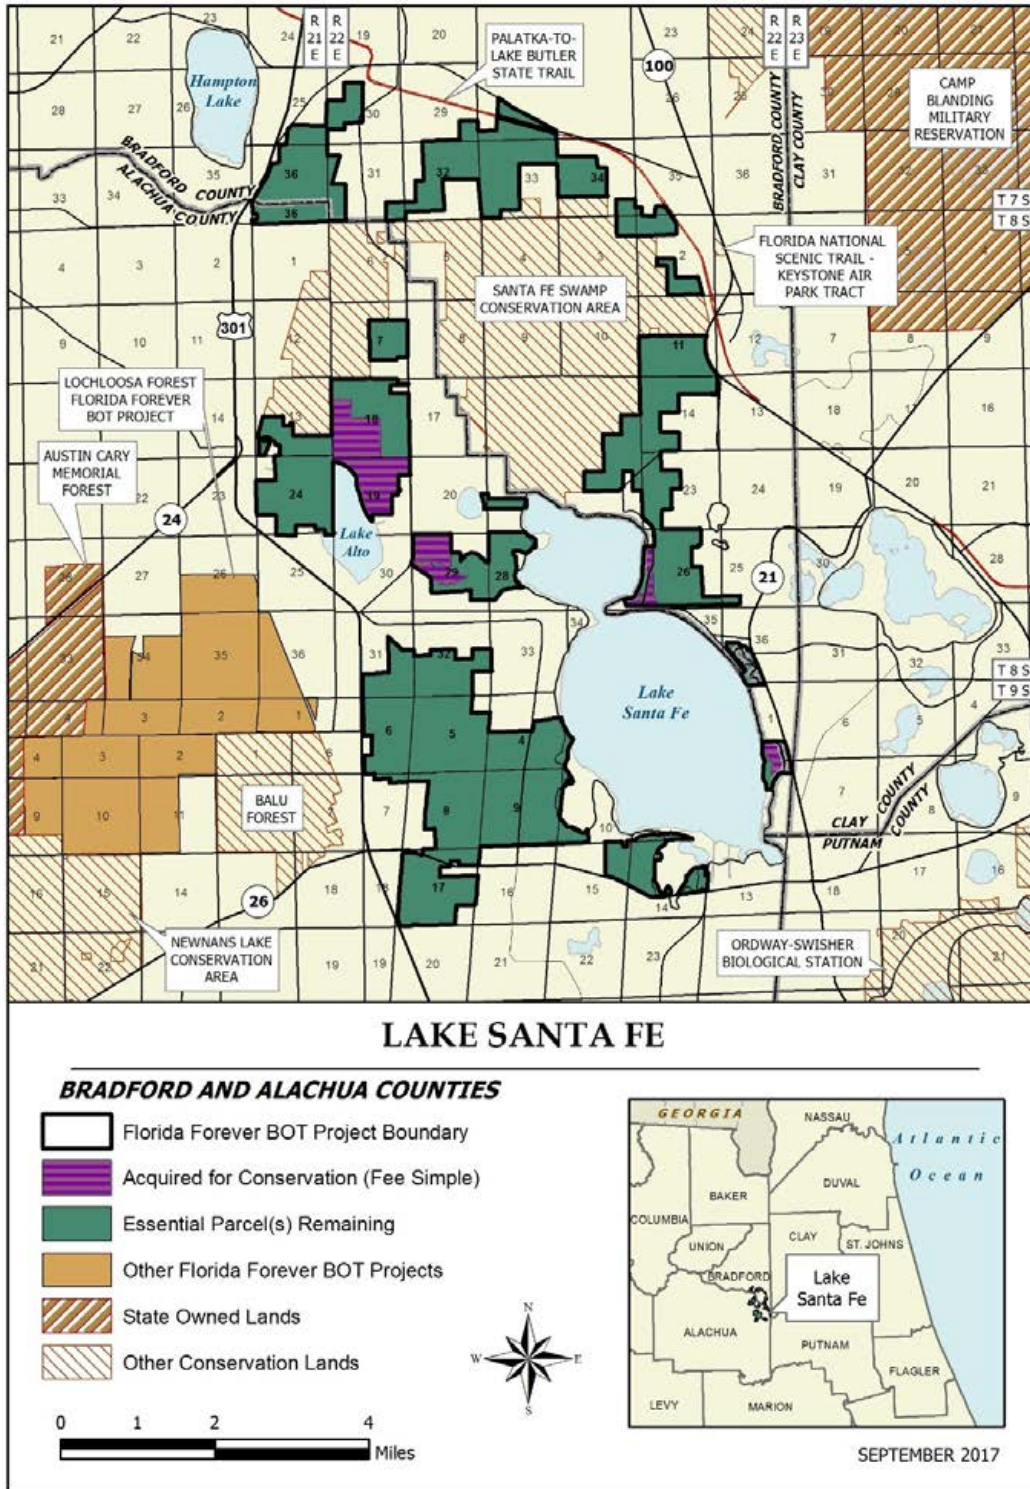 R
21
E
R
22
E
R
22
E
R
23
E
PALATKA-TO-
LAKE BUTLER
STATE TRAIL
100
Hampton
Lake
CAMP
BLANDING
MILITARY
RESERVATION
BRADFORD COUNTY
CLAY COUNTY
BRADFORD
COUNTY
ALACHUA COUNTY
T 7 S
T 8 S
FLORIDA NATIONAL
SCENIC TRAIL -
KEYSTONE AIR
PARK TRACT
SANTA FE SWAMP
CONSERVATION AREA
301
LOCHLOOSA FOREST
FLORIDA FOREVER
BOT PROJECT
AUSTIN CARY
MEMORIAL
FOREST
24
Lake
Alto
21
Lake
Santa Fe
T 8 S
T 9 S
BALU
FOREST
CLAY COUNTY
PUTNAM COUNTY
26
NEWNANS LAKE
CONSERVATION
AREA
ORDWAY-SWISHER
BIOLOGICAL STATION
LAKE SANTA FE
BRADFORD AND ALACHUA COUNTIES
Florida Forever BOT Project Boundary
Acquired for Conservation (Fee Simple)
Essential Parcel(s) Remaining
Other Florida Forever BOT Projects
State Owned Lands
Other Conservation Lands
N
W
E
S
0 1 2 4
Miles
GEORGIA
NASSAU
Atlantic
Ocean
BAKER
DUVAL
COLUMBIA
UNION
CLAY
ST. JOHNS
BRADFORD
Lake
Santa Fe
ALACHUA
PUTNAM
FLAGLER
LEVY
MARION
SEPTEMBER 2017